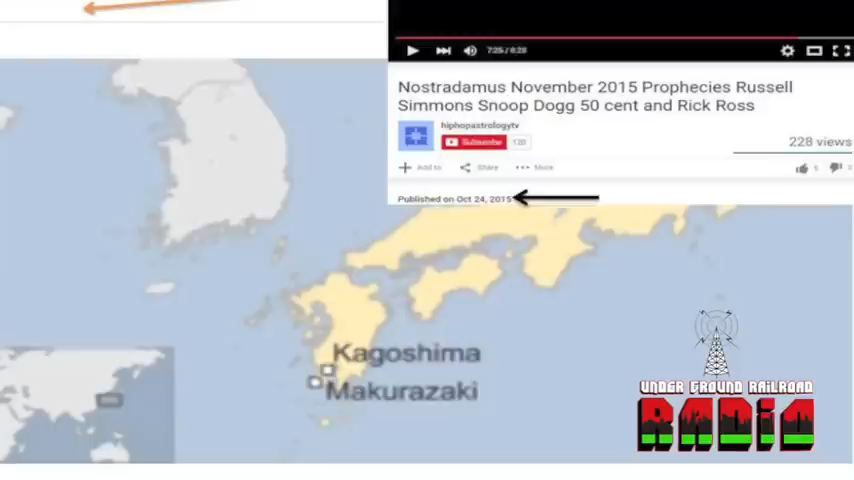 7:25 / 8:28
Nostradamus November 2015 Prophecies Russell
Simmons Snoop Dogg 50 cent and Rick Ross
hiphopastrologytv
Subscribe
228 views
Add to
Share
More
Published on Oct 24, 2015
Kagoshima
Makurazaki
UNDER GROUND RAILROAD
RADIO